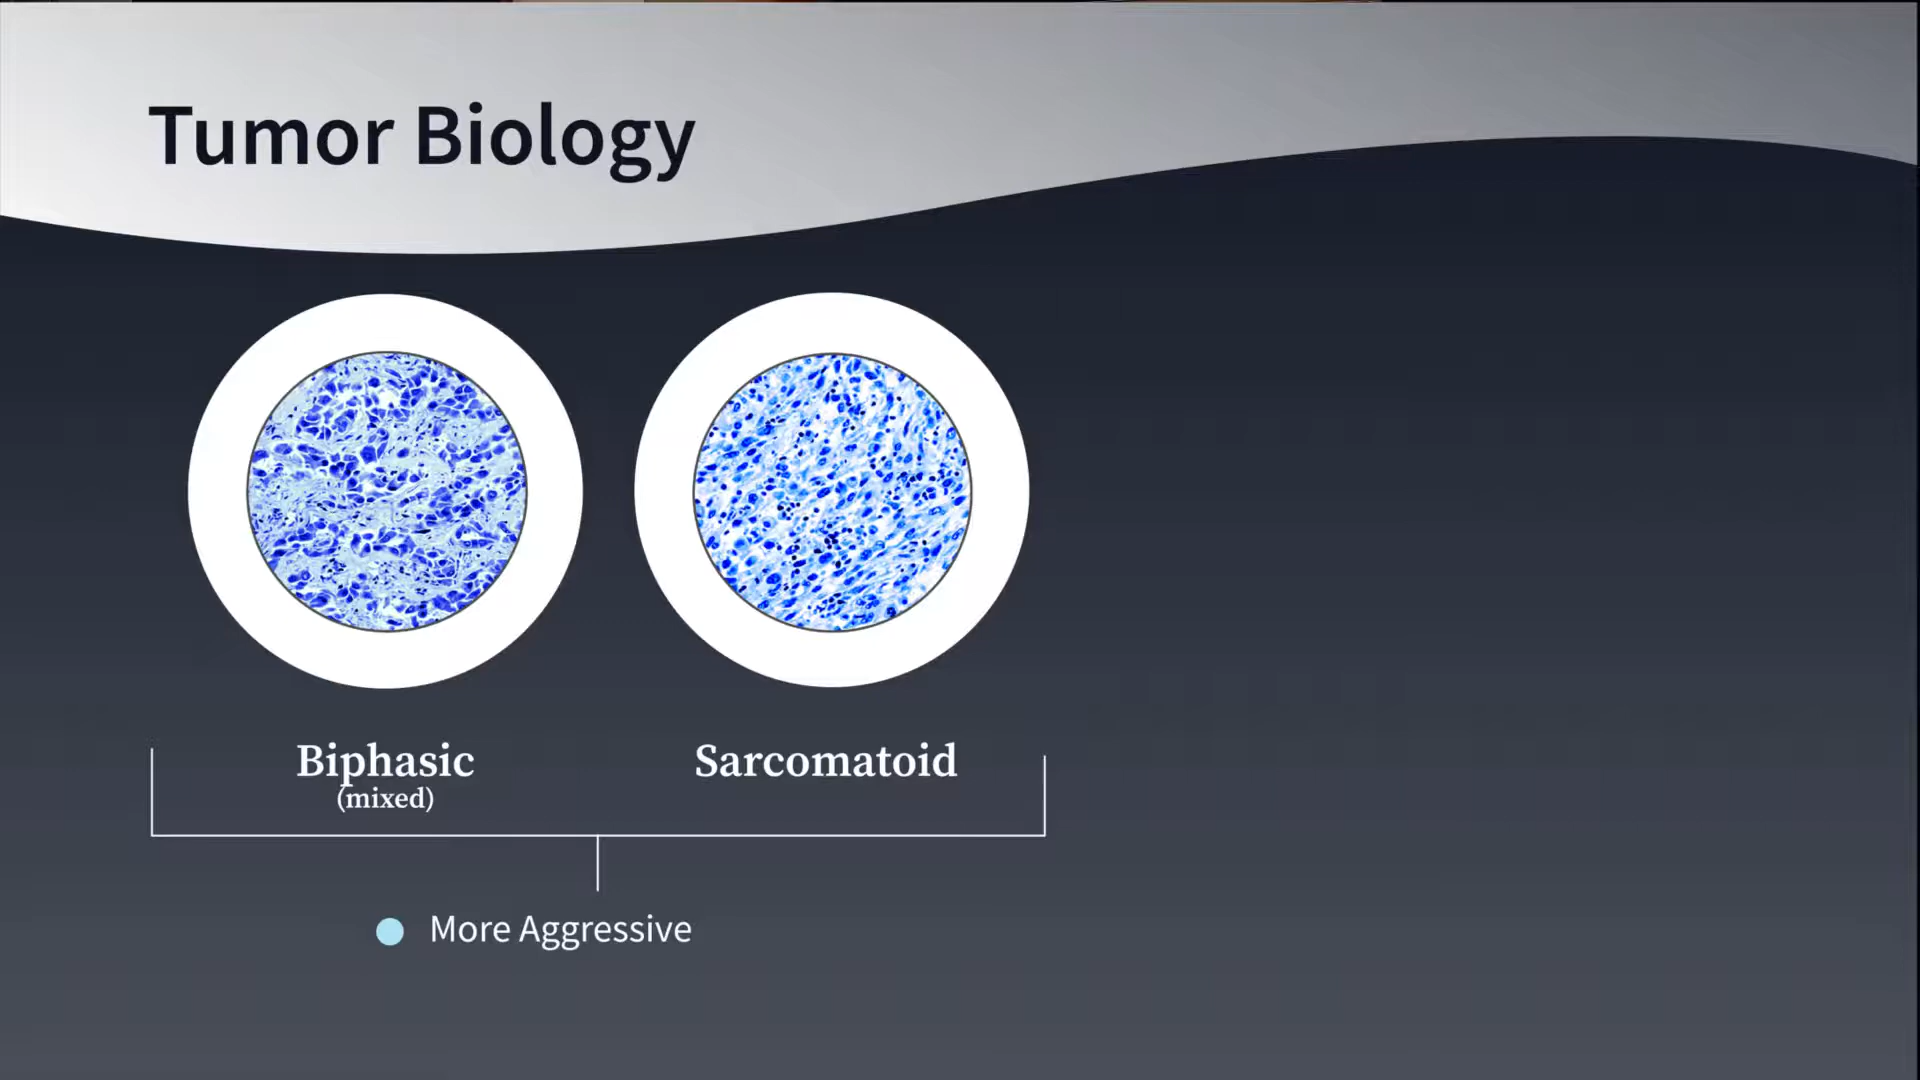 Tumor Biology
Biphasic
(mixed)
Sarcomatoid
More Aggressive